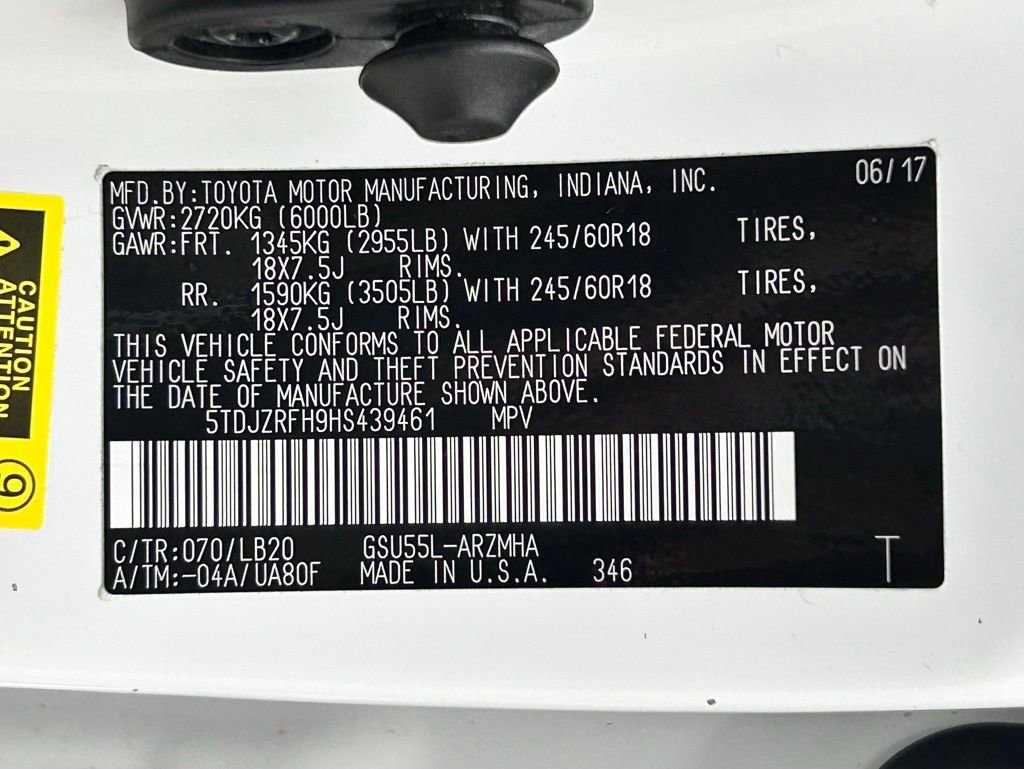 MFD.BY:TOYOTA MOTOR MANUFACTURING, INDIANA, INC. 06/17
GVWR:2720KG (6000LB)
GAWR:FRT. 1345KG (2955LB) WITH 245/60R18 TIRES,
18X7.5J RIMS.
RR. 1590KG (3505LB) WITH 245/60R18 TIRES,
18X7.5J RIMS.
THIS VEHICLE CONFORMS TO ALL APPLICABLE FEDERAL MOTOR
VEHICLE SAFETY AND THEFT PREVENTION STANDARDS IN EFFECT ON
THE DATE OF MANUFACTURE SHOWN ABOVE.
5TDJZRFH9HS439461 MPV
C/TR:070/LB20 GSU55L-ARZMHA
A/TM:-04A/UA80F MADE IN U.S.A. 346 T
CAUTION
ATTENTION
9